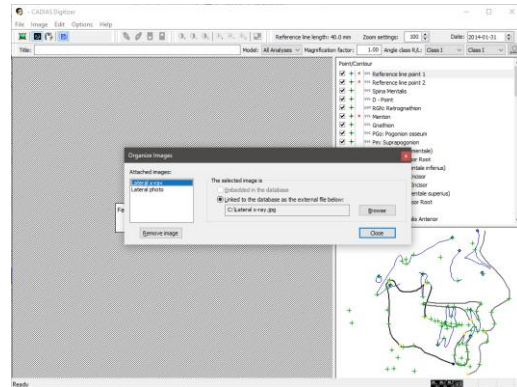 - CADIAS Digitizer
File Image Edit Options Help
Reference line length: 40.0 mm Zoom settings: 100 Date: 2014-01-31
Title: Model: All Analyses Magnification factor: 1.00 Angle class R/L: Class I Class I
Point/Contour
Reference line point 1
Reference line point 2
Spina Mentalis
D - Point
RGN: Retrognathion
Menton
Gnathion
PGo: Pogonion osseum
Pm: Suprapogonion
Organize Images
Attached images:
Lateral x-ray
Lateral photo
The selected image is
Embedded in the database
Linked to the database as the external file below:
C:\Lateral x-ray.jpg
Browse
Remove image
Close
Ready